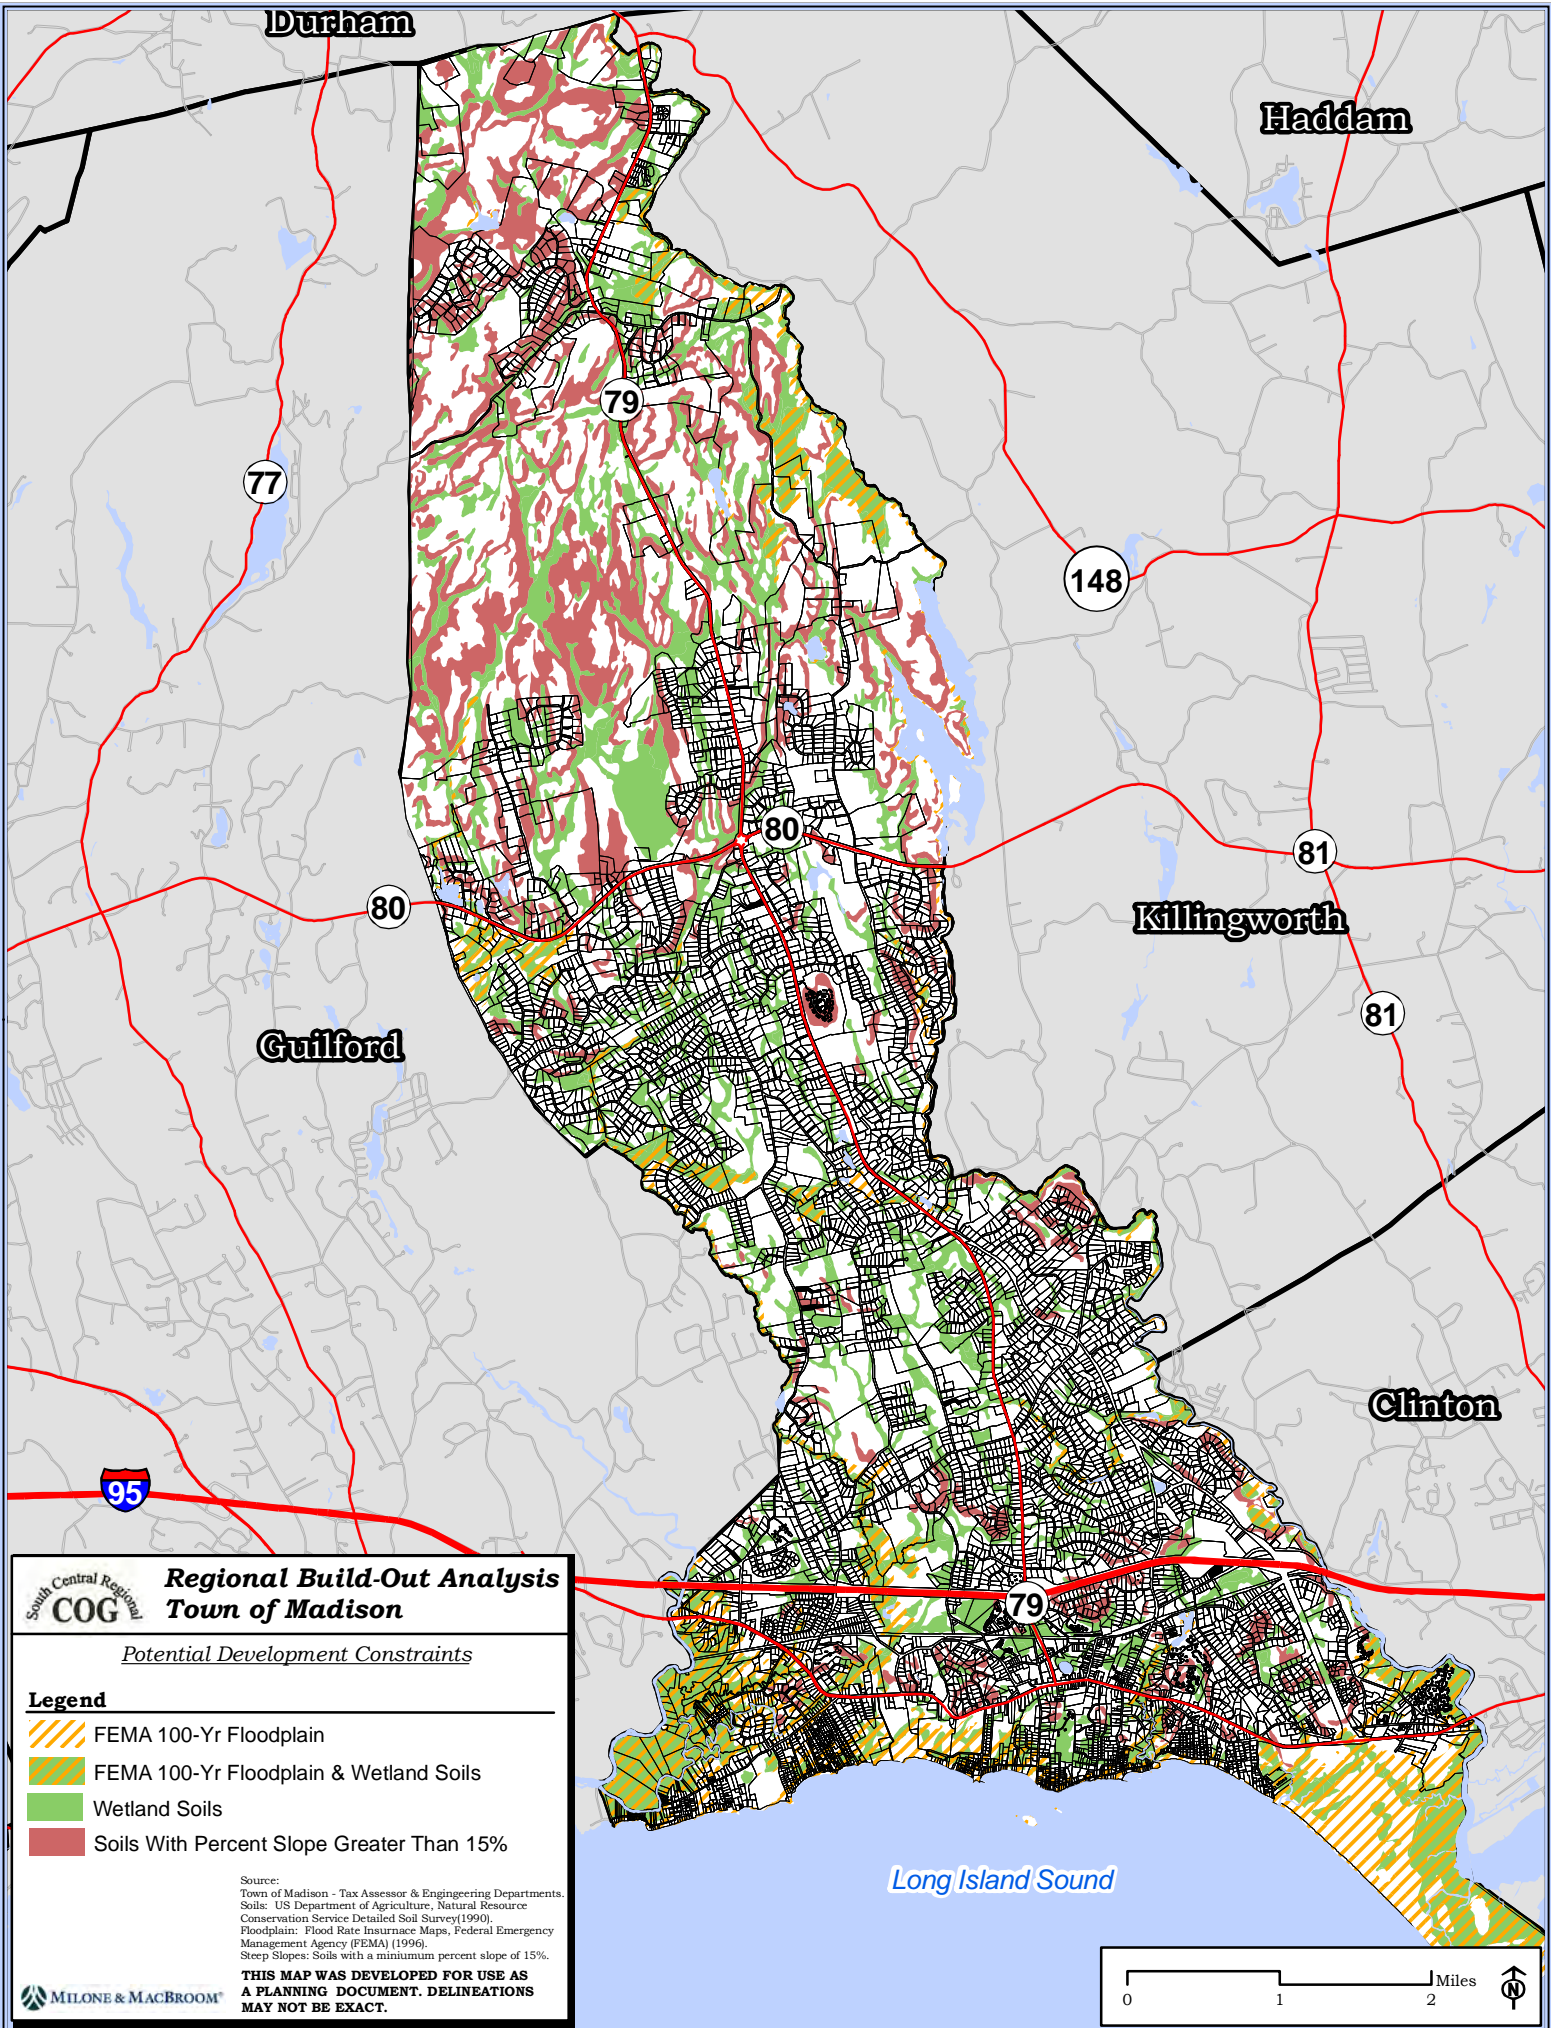 Durham
Haddam
79
77
148
80
81
80
Killingworth
81
Guilford
Clinton
95
79
South Central Regional
COG
Regional Build-Out Analysis
Town of Madison
Potential Development Constraints
Legend
FEMA 100-Yr Floodplain
FEMA 100-Yr Floodplain & Wetland Soils
Wetland Soils
Soils With Percent Slope Greater Than 15%
Source:
Town of Madison - Tax Assessor & Engingeering Departments.
Soils: US Department of Agriculture, Natural Resource
Conservation Service Detailed Soil Survey(1990).
Floodplain: Flood Rate Insurnace Maps, Federal Emergency
Management Agency (FEMA) (1996).
Steep Slopes: Soils with a miniumum percent slope of 15%.
THIS MAP WAS DEVELOPED FOR USE AS
A PLANNING DOCUMENT. DELINEATIONS
MAY NOT BE EXACT.
MILONE & MACBROOM®
Long Island Sound
Miles
0 1 2
N